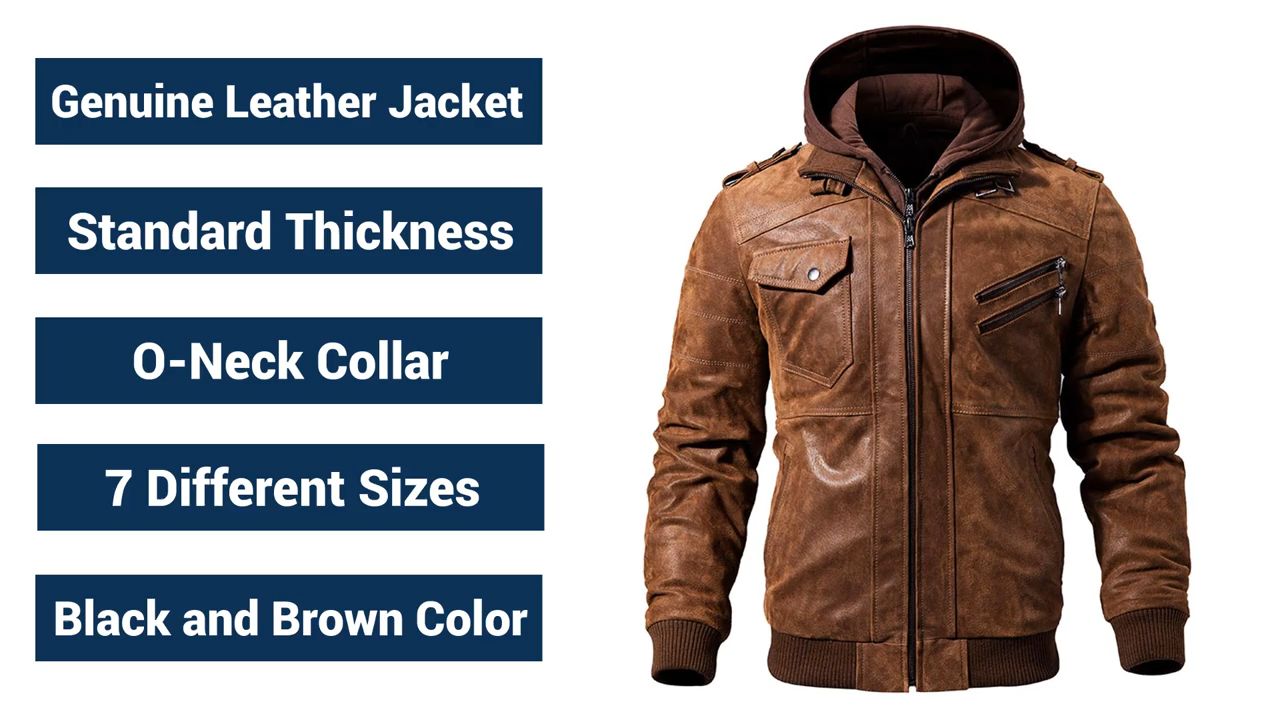 Genuine Leather Jacket
Standard Thickness
O-Neck Collar
7 Different Sizes
Black and Brown Color